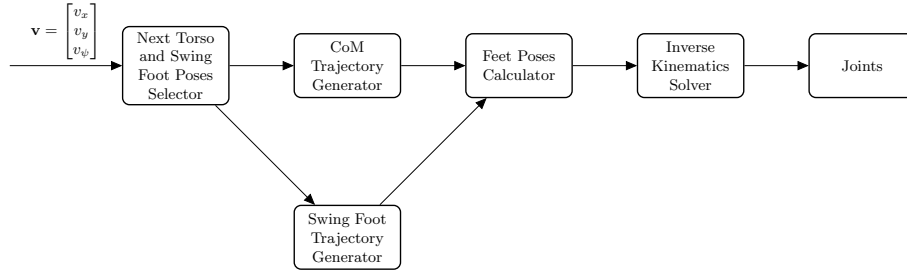 v = [v_x v_y v_ψ]
Next Torso
and Swing
Foot Poses
Selector
CoM
Trajectory
Generator
Feet Poses
Calculator
Inverse
Kinematics
Solver
Joints
Swing Foot
Trajectory
Generator